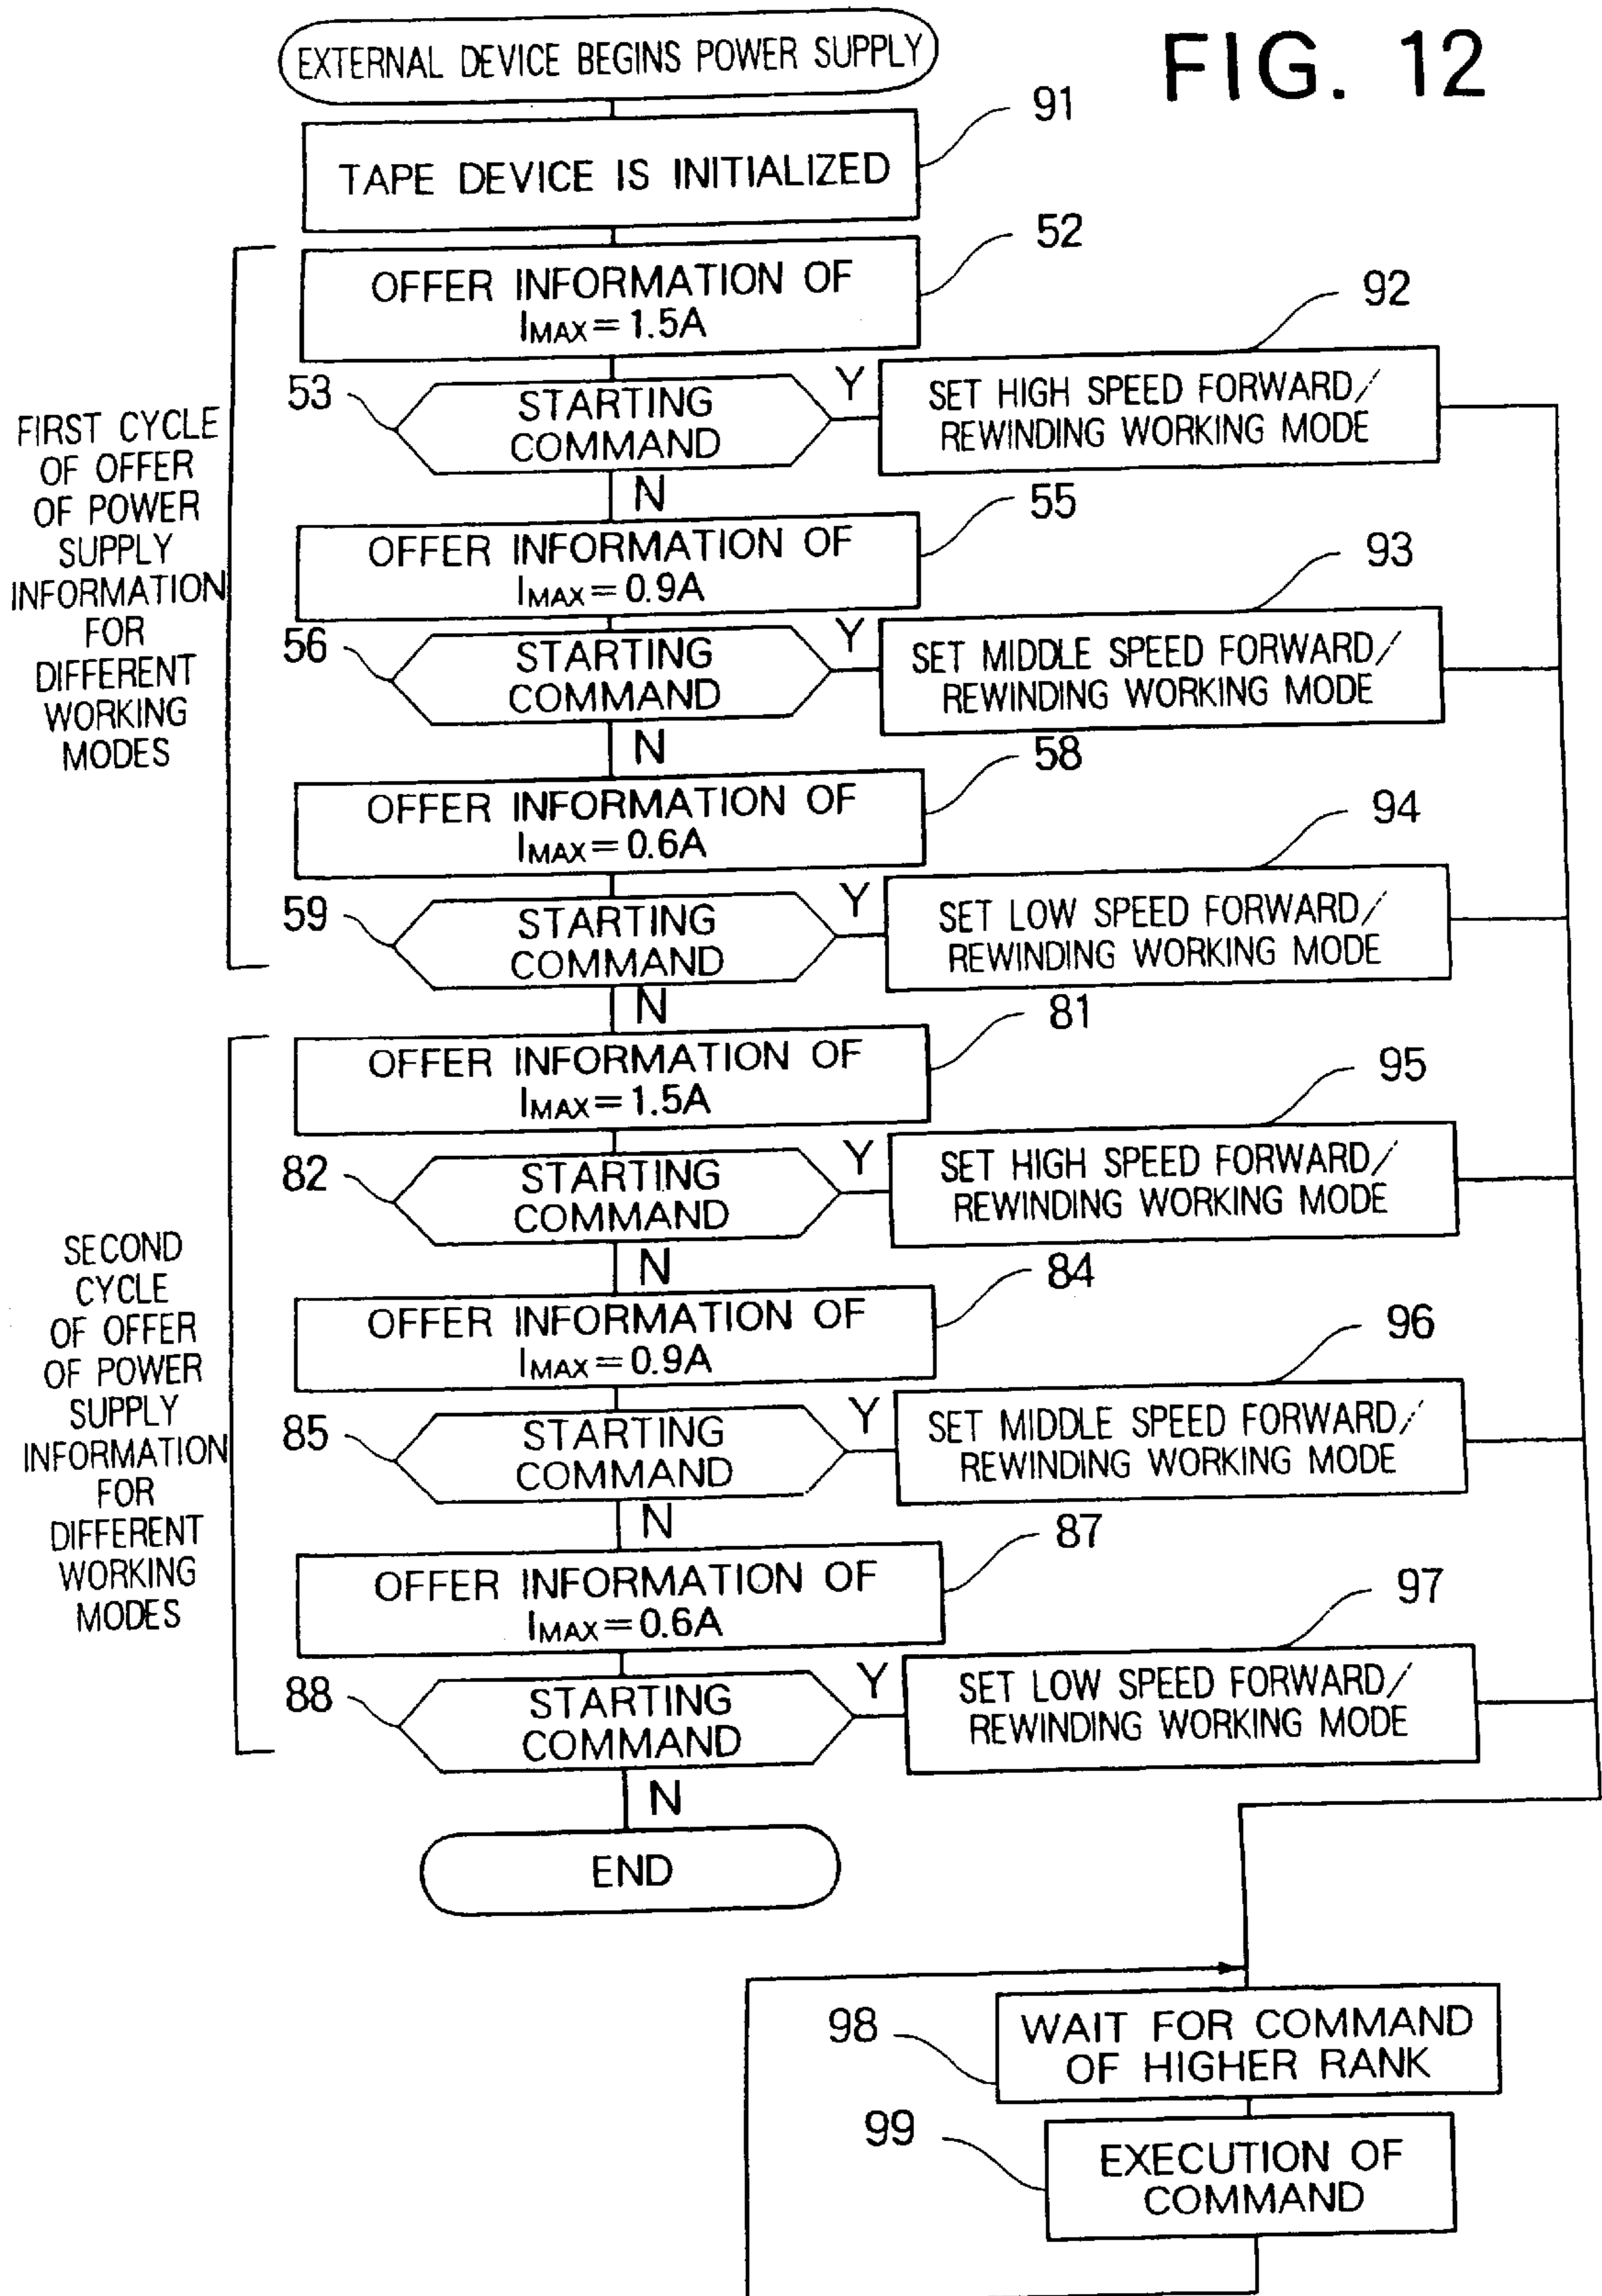 FIG. 12
EXTERNAL DEVICE BEGINS POWER SUPPLY
91
TAPE DEVICE IS INITIALIZED
52
OFFER INFORMATION OF
IMAX = 1.5A
92
53
STARTING
COMMAND
Y
N
SET HIGH SPEED FORWARD/
REWINDING WORKING MODE
FIRST CYCLE
OF OFFER
OF POWER
SUPPLY
INFORMATION
FOR
DIFFERENT
WORKING
MODES
55
OFFER INFORMATION OF
IMAX = 0.9A
93
56
STARTING
COMMAND
Y
N
SET MIDDLE SPEED FORWARD/
REWINDING WORKING MODE
58
OFFER INFORMATION OF
IMAX = 0.6A
94
59
STARTING
COMMAND
Y
N
SET LOW SPEED FORWARD/
REWINDING WORKING MODE
81
OFFER INFORMATION OF
IMAX = 1.5A
95
82
STARTING
COMMAND
Y
N
SET HIGH SPEED FORWARD/
REWINDING WORKING MODE
SECOND
CYCLE
OF OFFER
OF POWER
SUPPLY
INFORMATION
FOR
DIFFERENT
WORKING
MODES
84
OFFER INFORMATION OF
IMAX = 0.9A
96
85
STARTING
COMMAND
Y
N
SET MIDDLE SPEED FORWARD/
REWINDING WORKING MODE
87
OFFER INFORMATION OF
IMAX = 0.6A
97
88
STARTING
COMMAND
Y
N
SET LOW SPEED FORWARD/
REWINDING WORKING MODE
END
98
WAIT FOR COMMAND
OF HIGHER RANK
99
EXECUTION OF
COMMAND